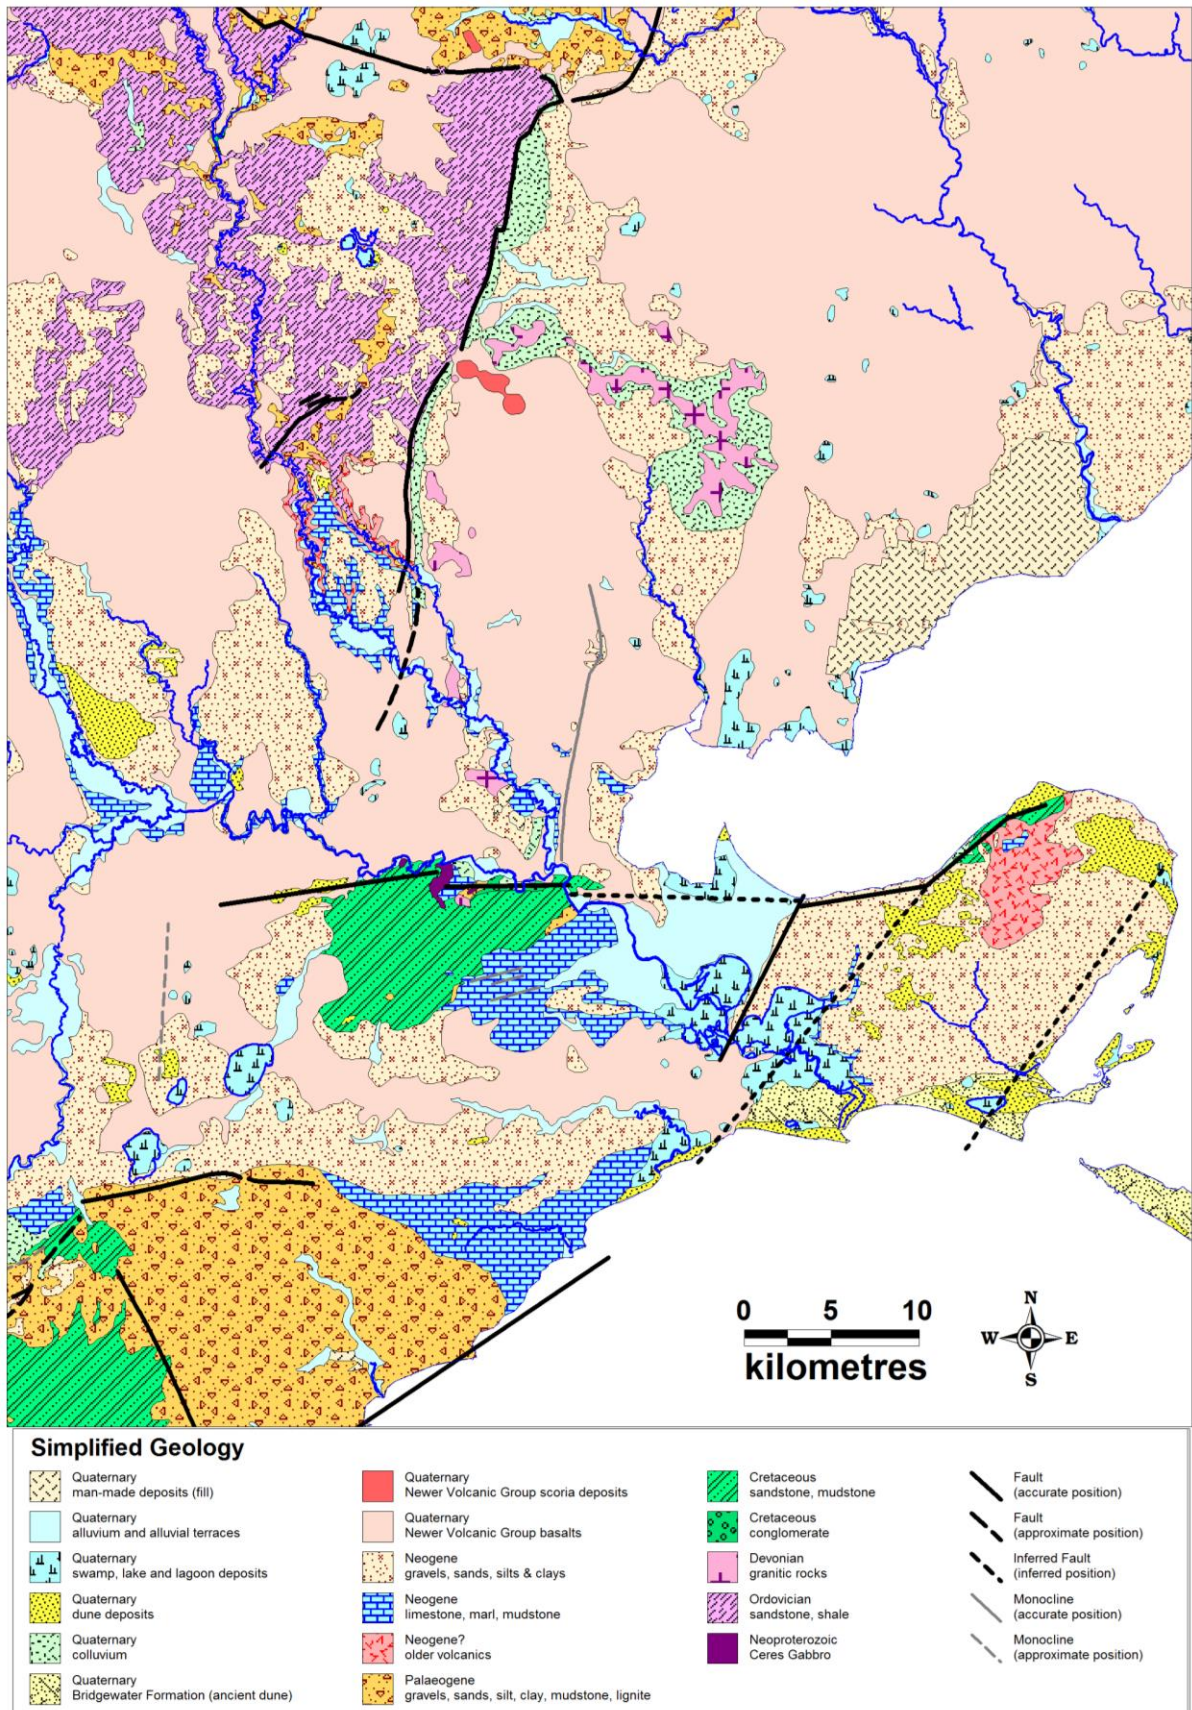 0 5 10
kilometres
N
W E
S
Simplified Geology
Quaternary
man-made deposits (fill)
Quaternary
alluvium and alluvial terraces
Quaternary
swamp, lake and lagoon deposits
Quaternary
dune deposits
Quaternary
colluvium
Quaternary
Bridgewater Formation (ancient dune)
Quaternary
Newer Volcanic Group scoria deposits
Quaternary
Newer Volcanic Group basalts
Neogene
gravels, sands, silts & clays
Neogene
limestone, marl, mudstone
Neogene?
older volcanics
Palaeogene
gravels, sands, silt, clay, mudstone, lignite
Cretaceous
sandstone, mudstone
Cretaceous
conglomerate
Devonian
granitic rocks
Ordovician
sandstone, shale
Neoproterozoic
Ceres Gabbro
Fault
(accurate position)
Fault
(approximate position)
Inferred Fault
(inferred position)
Monocline
(accurate position)
Monocline
(approximate position)